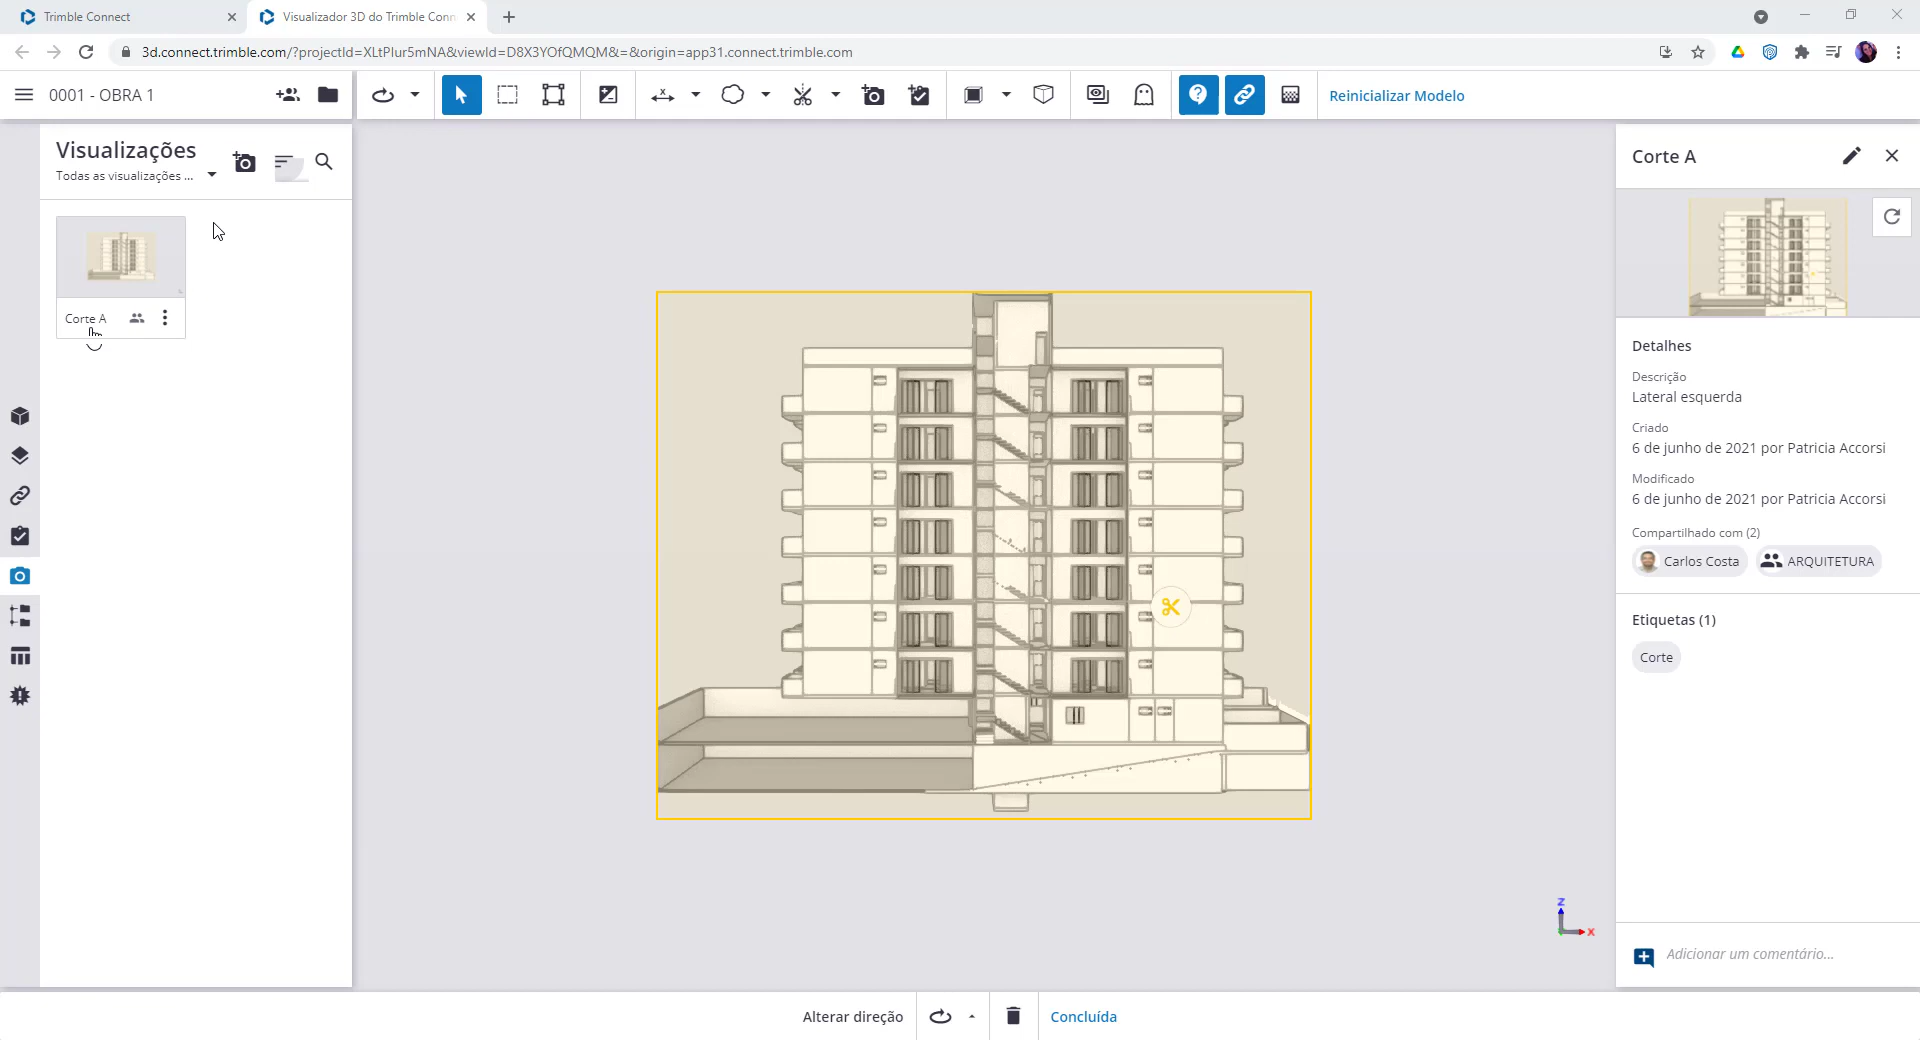 Trimble Connect
Visualizador 3D do Trimble Conn
3d.connect.trimble.com/?projectId=XLtPlur5mNA&viewId=D8X3YOfQMQM&=&origin=app31.connect.trimble.com
0001 - OBRA 1
Reinicializar Modelo
Visualizações
Todas as visualizações ...
Corte A
Corte A
Detalhes
Descrição
Lateral esquerda
Criado
6 de junho de 2021 por Patricia Accorsi
Modificado
6 de junho de 2021 por Patricia Accorsi
Compartilhado com (2)
Carlos Costa
ARQUITETURA
Etiquetas (1)
Corte
Z
X
Adicionar um comentário...
Alterar direção
Concluída